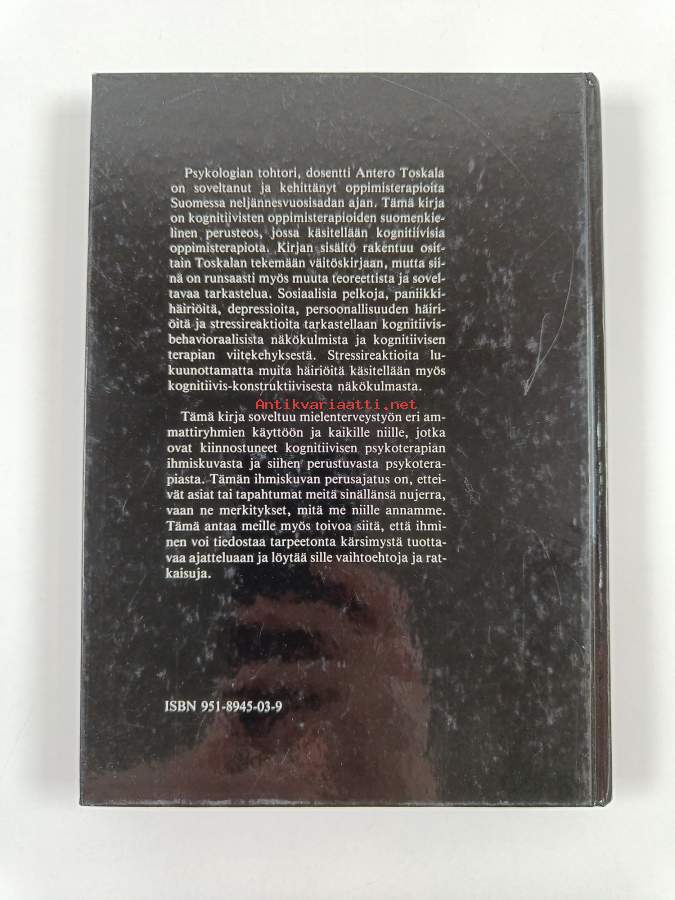 Psykologian tohtori, dosentti Antero Toskala
on soveltanut ja kehittänyt oppimisterapioita
Suomessa neljännesvuosisadan ajan. Tämä kirja
on kognitiivisten oppimisterapioiden suomenkie-
linen perusteos, jossa käsitellään kognitiivisia
oppimisterapiota. Kirjan sisältö rakentuu osit-
tain Toskalan tekemään väitöskirjaan, mutta sii-
nä on runsaasti myös muuta teoreettista ja sovel-
tavaa tarkastelua. Sosiaalisia pelkoja, paniikki-
häiriöitä, depressioita, persoonallisuuden häiri-
öitä ja stressireaktioita tarkastellaan kognitiivis-
behavioraalisista näkökulmista ja kognitiivisen
terapian viitekehyksestä. Stressireaktioita lu-
kuunottamatta muita häiriöitä käsitellään myös
kognitiivis-konstruktiivisesta näkökulmasta.
Antikvariaatti.net
Tämä kirja soveltuu mielenterveystyön eri am-
mattiryhmien käyttöön ja kaikille niille, jotka
ovat kiinnostuneet kognitiivisen psykoterapian
ihmiskuvasta ja siihen perustuvasta psykotera-
piasta. Tämän ihmiskuvan perusajatus on, ettei-
vät asiat tai tapahtumat meitä sinällänsä nujerra,
vaan ne merkitykset, mitä me niille annamme.
Tämä antaa meille myös toivoa siitä, että ihmi-
nen voi tiedostaa tarpeetonta kärsimystä tuotta-
vaa ajatteluaan ja löytää sille vaihtoehtoja ja rat-
kaisuja.
ISBN 951-8945-03-9